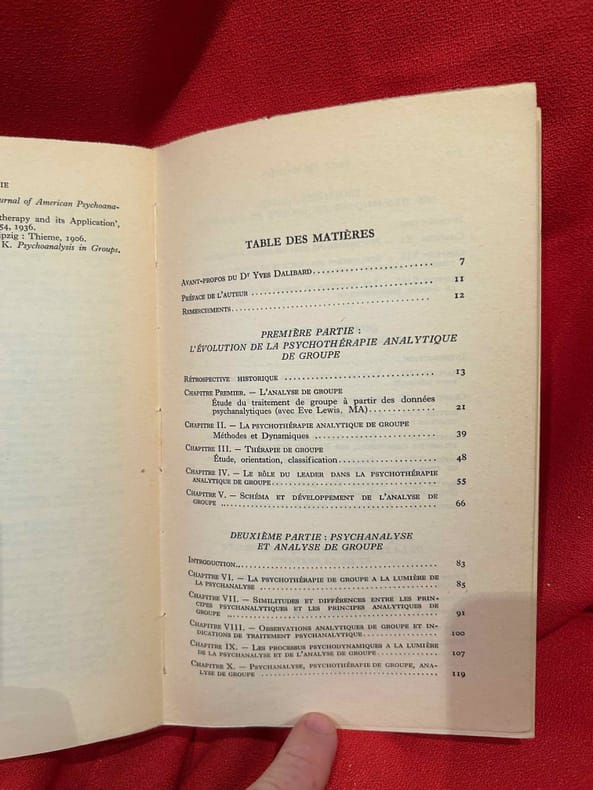 IE
urnal of American Psychoana-
therapy and its Application',
54, 1936.
ipzig : Thieme, 1906.
K. Psychoanalysis in Groups.
TABLE DES MATIÈRES
Avant-propos du Dr Yves Dalibard 7
Préface de l'auteur 11
Remerciements 12
PREMIÈRE PARTIE :
L'ÉVOLUTION DE LA PSYCHOTHÉRAPIE ANALYTIQUE
DE GROUPE
Rétrospective historique 13
Chapitre Premier. — L'analyse de groupe
Étude du traitement de groupe à partir des données
psychanalytiques (avec Eve Lewis, MA) 21
Chapitre II. — La psychothérapie analytique de groupe
Méthodes et Dynamiques 39
Chapitre III. — Thérapie de groupe
Étude, orientation, classification 48
Chapitre IV. — Le rôle du leader dans la psychothérapie
analytique de groupe 55
Chapitre V. — Schéma et développement de l'analyse de
groupe 66
DEUXIÈME PARTIE : PSYCHANALYSE
ET ANALYSE DE GROUPE
Introduction 83
Chapitre VI. — La psychothérapie de groupe a la lumière de
la psychanalyse 85
Chapitre VII. — Similitudes et différences entre les prin-
cipes psychanalytiques et les principes analytiques de
groupe 91
Chapitre VIII. — Observations analytiques de groupe et in-
dications de traitement psychanalytique 100
Chapitre IX. — Les processus psychodynamiques a la lumière
de la psychanalyse et de l'analyse de groupe 107
Chapitre X. — Psychanalyse, psychothérapie de groupe, ana-
lyse de groupe 119